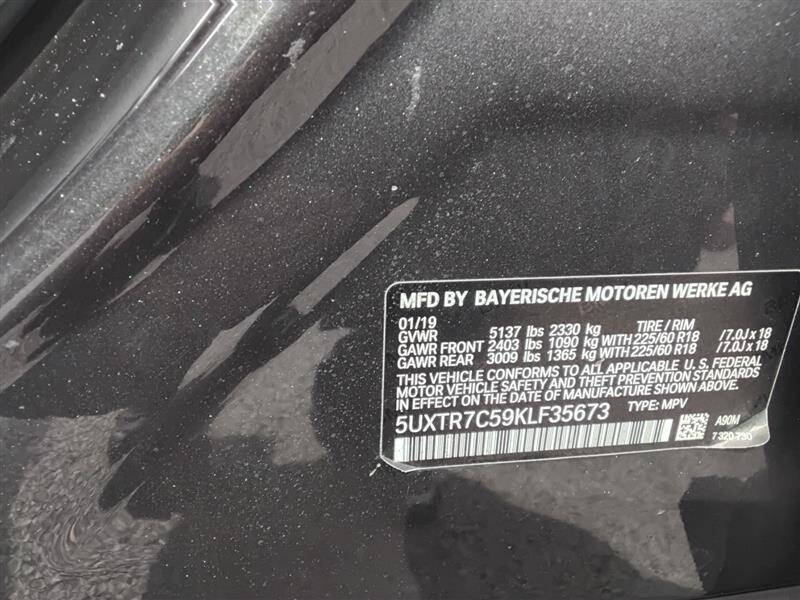 MFD BY BAYERISCHE MOTOREN WERKE AG
01/19 TIRE / RIM
GVWR 5137 lbs 2330 kg
GAWR FRONT 2403 lbs 1090 kg WITH 225/60 R18 /7.0J x 18
GAWR REAR 3009 lbs 1365 kg WITH 225/60 R18 /7.0J x 18
THIS VEHICLE CONFORMS TO ALL APPLICABLE U. S. FEDERAL
MOTOR VEHICLE SAFETY AND THEFT PREVENTION STANDARDS
IN EFFECT ON THE DATE OF MANUFACTURE SHOWN ABOVE.
5UXTR7C59KLF35673 TYPE: MPV
A90M
7 320 730